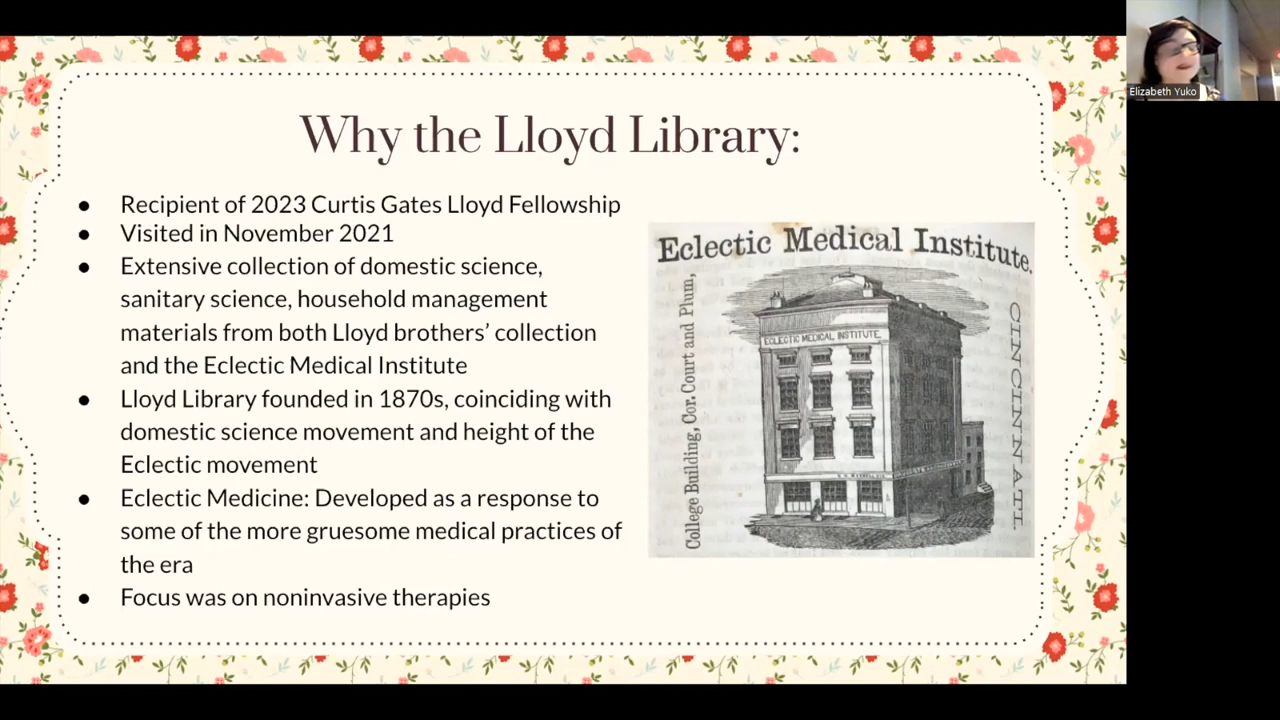 Why the Lloyd Library:
● Recipient of 2023 Curtis Gates Lloyd Fellowship
● Visited in November 2021
● Extensive collection of domestic science,
sanitary science, household management
materials from both Lloyd brothers’ collection
and the Eclectic Medical Institute
● Lloyd Library founded in 1870s, coinciding with
domestic science movement and height of the
Eclectic movement
● Eclectic Medicine: Developed as a response to
some of the more gruesome medical practices of
the era
● Focus was on noninvasive therapies
Eclectic Medical Institute.
College Building, Cor. Court and Plum,
ECLECTIC MEDICAL INSTITUTE.
CINCINNATI.
Elizabeth Yuko